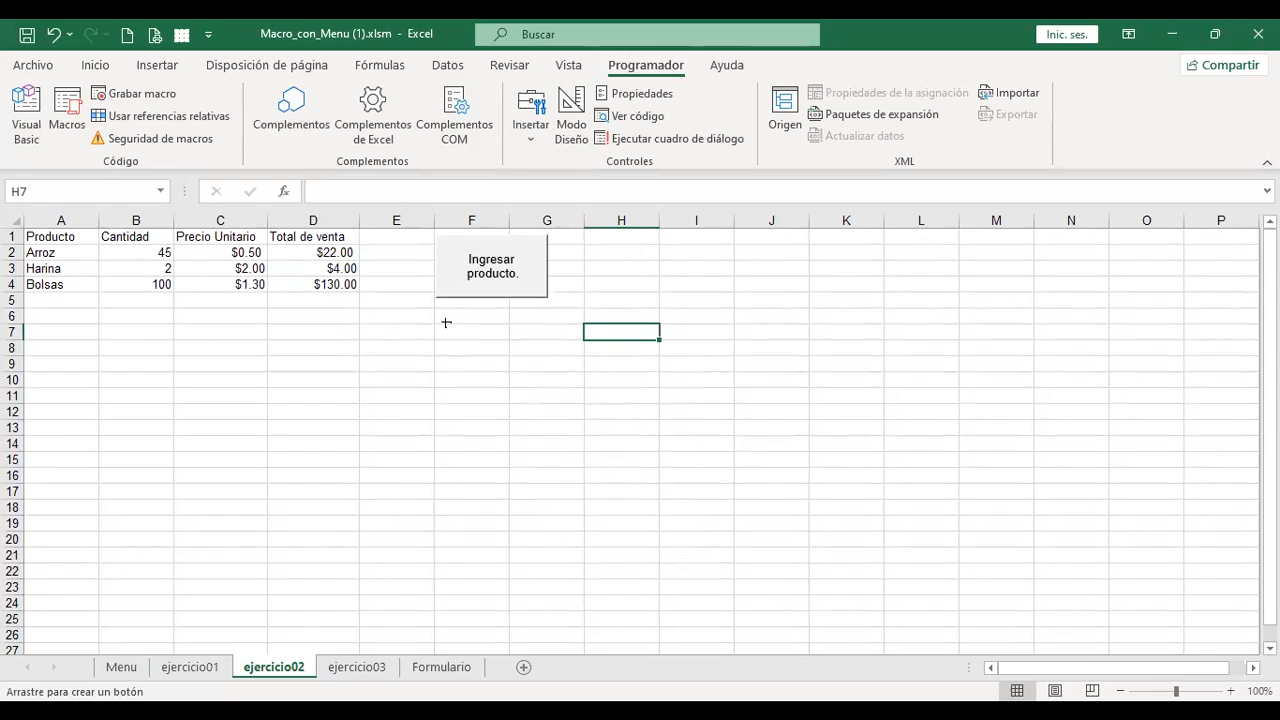 Macro_con_Menu (1).xlsm - Excel
Buscar
Inic. ses.
Archivo Inicio Insertar Disposición de página Fórmulas Datos Revisar Vista Programador Ayuda
Compartir
Visual Basic
Macros
Grabar macro
Usar referencias relativas
Seguridad de macros
Código
Complementos
Complementos de Excel
Complementos COM
Complementos
Insertar
Modo Diseño
Propiedades
Ver código
Ejecutar cuadro de diálogo
Controles
Origen
Propiedades de la asignación
Paquetes de expansión
Actualizar datos
Importar
Exportar
XML
H7
fx
A B C D E F G H I J K L M N O P
1 Producto Cantidad Precio Unitario Total de venta
2 Arroz 45 $0.50 $22.00
3 Harina 2 $2.00 $4.00
4 Bolsas 100 $1.30 $130.00
Ingresar
producto.
5
6
7
8
9
10
11
12
13
14
15
16
17
18
19
20
21
22
23
24
25
26
27
Menu ejercicio01 ejercicio02 ejercicio03 Formulario
Arrastre para crear un botón
100%